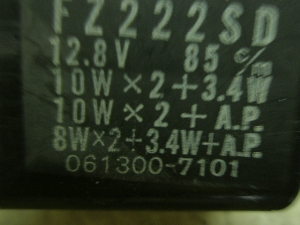 FZ222SD
12.8V 85 c/m
10W×2+3.4W
10W×2+A.P.
8W×2+3.4W+A.P.
061300-7101